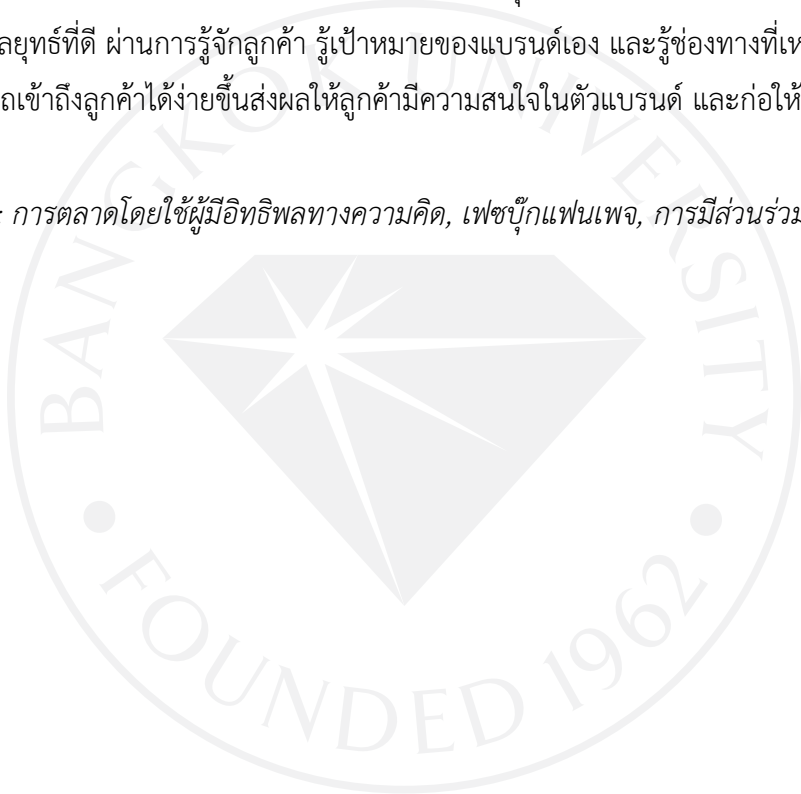 ลยุทธ์ที่ดี ผ่านการรู้จักลูกค้า รู้เป้าหมายของแบรนด์เอง และรู้ช่องทางที่เห
ถเข้าถึงลูกค้าได้ง่ายขึ้นส่งผลให้ลูกค้ามีความสนใจในตัวแบรนด์ และก่อให้
: การตลาดโดยใช้ผู้มีอิทธิพลทางความคิด, เฟซบุ๊กแฟนเพจ, การมีส่วนร่วม
BANGKOK UNIVERSITY
FOUNDED 1962